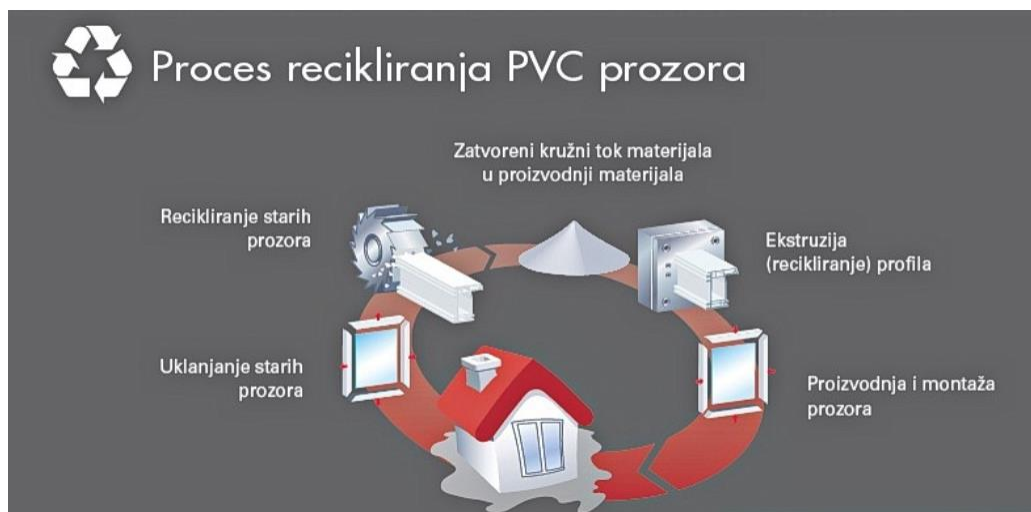 Proces recikliranja PVC prozora
Zatvoreni kružni tok materijala
u proizvodnji materijala
Recikliranje starih
prozora
Ekstruzija
(recikliranje) profila
Uklanjanje starih
prozora
Proizvodnja i montaža
prozora